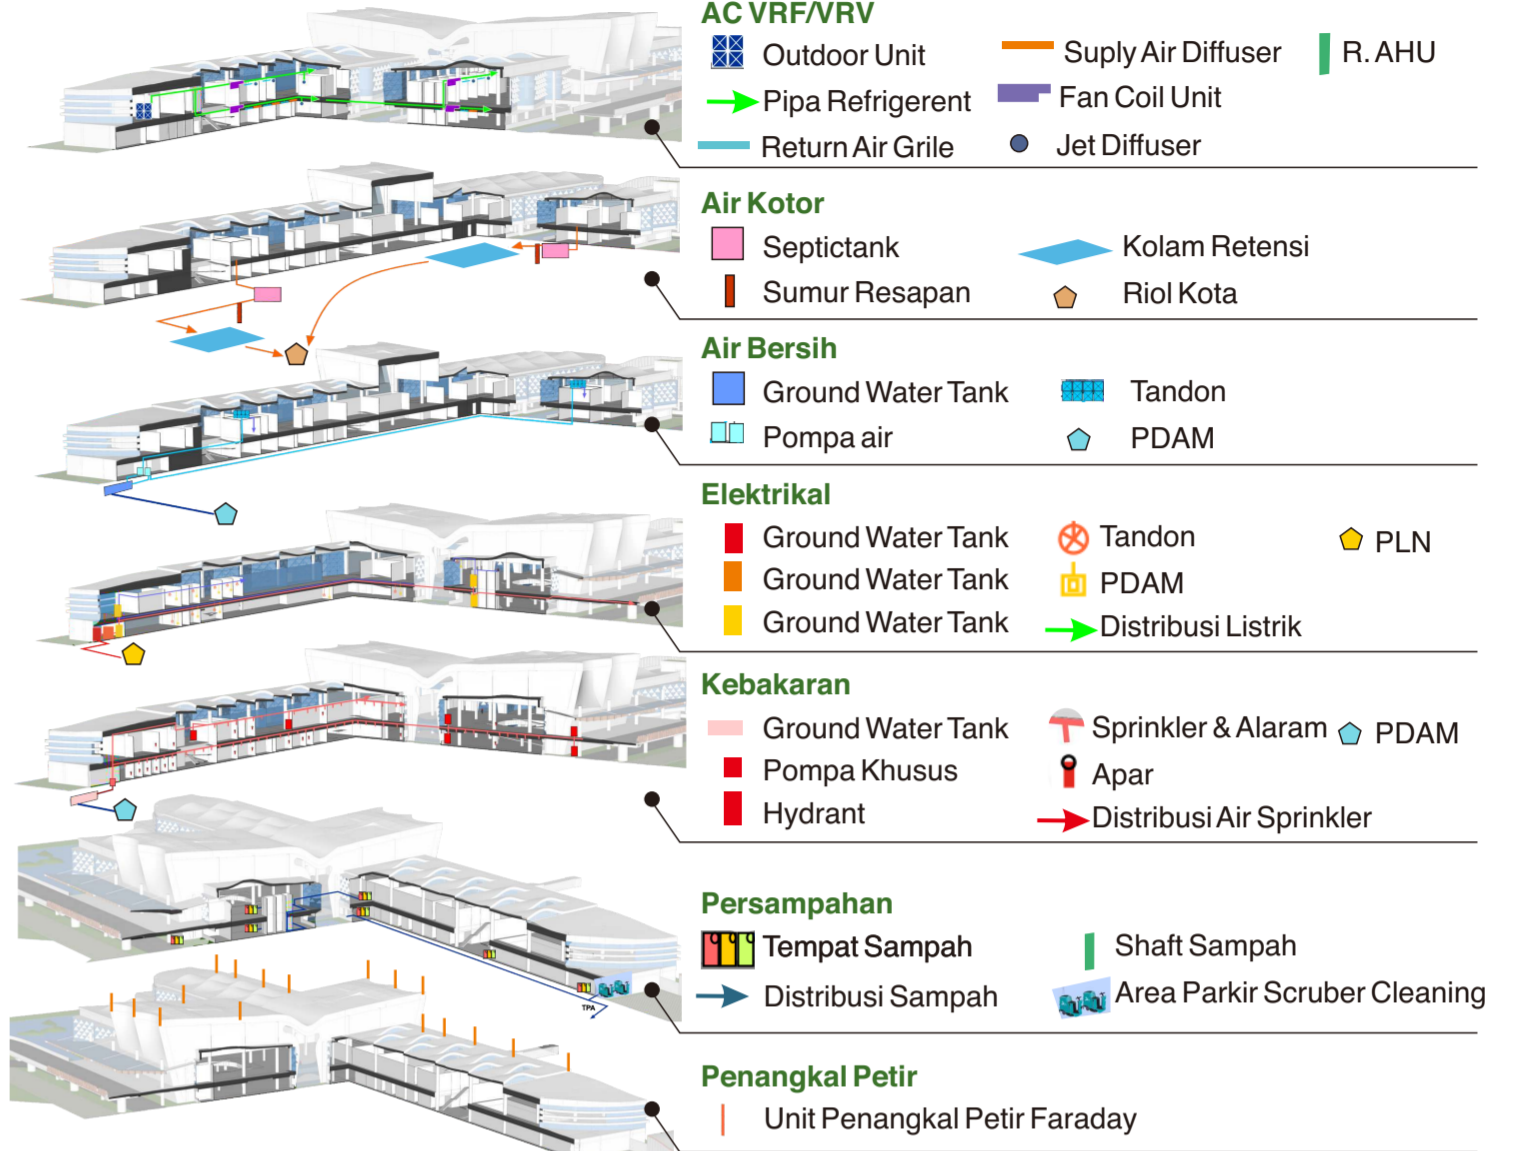 AC VRF/VRV
Outdoor Unit
Suply Air Diffuser
R. AHU
Pipa Refrigerent
Fan Coil Unit
Return Air Grile
Jet Diffuser
Air Kotor
Septictank
Kolam Retensi
Sumur Resapan
Riol Kota
Air Bersih
Ground Water Tank
Tandon
Pompa air
PDAM
Elektrikal
Ground Water Tank
Tandon
PLN
Ground Water Tank
PDAM
Ground Water Tank
Distribusi Listrik
Kebakaran
Ground Water Tank
Sprinkler & Alaram
PDAM
Pompa Khusus
Apar
Hydrant
Distribusi Air Sprinkler
Persampahan
Tempat Sampah
Shaft Sampah
Distribusi Sampah
Area Parkir Scruber Cleaning
TPA
Penangkal Petir
Unit Penangkal Petir Faraday